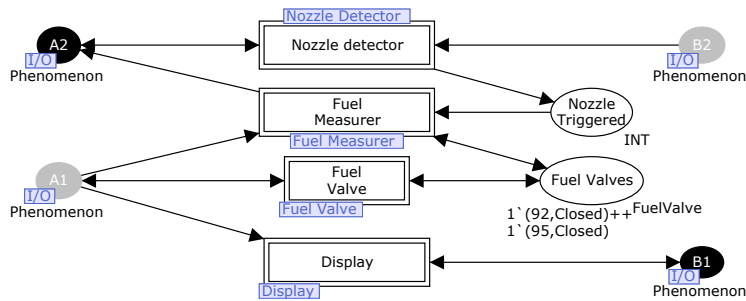 Nozzle Detector
A2
Nozzle detector
B2
I/O
I/O
Phenomenon
Phenomenon
Fuel
Measurer
Nozzle
Triggered
Fuel Measurer
INT
A1
Fuel
Valve
Fuel Valves
I/O
Phenomenon
Fuel Valve
1`(92,Closed)++
FuelValve
1`(95,Closed)
Display
B1
I/O
Display
Phenomenon